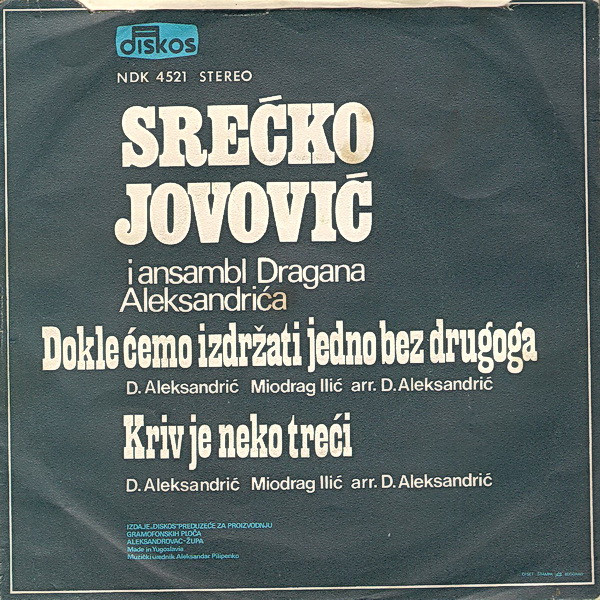 diskos
NDK 4521 STEREO
SREĆKO
JOVOVIĆ
i ansambl Dragana
Aleksandrića
Dokle ćemo izdržati jedno bez drugoga
D. Aleksandrić Miodrag Ilić arr. D. Aleksandrić
Kriv je neko treći
D. Aleksandrić Miodrag Ilić arr. D. Aleksandrić
IZDAJE „DISKOS" PREDUZEĆE ZA PROIZVODNJU
GRAMOFONSKIH PLOČA
ALEKSANDROVAC-ŽUPA
Made in Yugoslavia
Muzički urednik Aleksandar Pilipenko